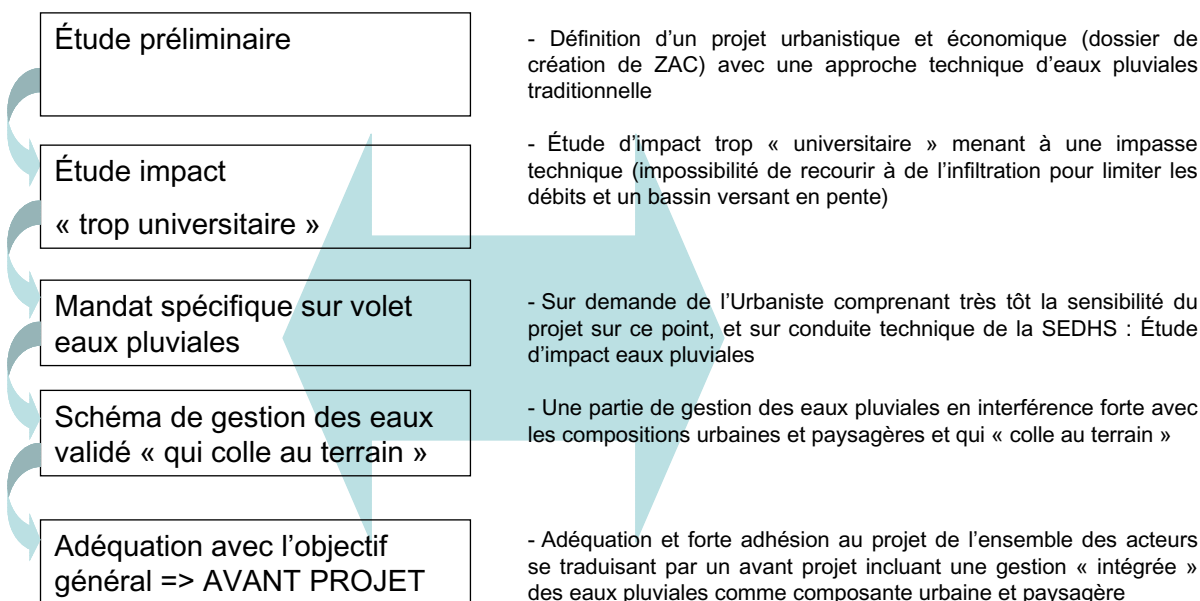 Étude préliminaire
- Définition d’un projet urbanistique et économique (dossier de
création de ZAC) avec une approche technique d’eaux pluviales
traditionnelle
Étude impact
« trop universitaire »
- Étude d’impact trop « universitaire » menant à une impasse
technique (impossibilité de recourir à de l’infiltration pour limiter les
débits et un bassin versant en pente)
Mandat spécifique sur volet
eaux pluviales
- Sur demande de l’Urbaniste comprenant très tôt la sensibilité du
projet sur ce point, et sur conduite technique de la SEDHS : Étude
d’impact eaux pluviales
Schéma de gestion des eaux
validé « qui colle au terrain »
- Une partie de gestion des eaux pluviales en interférence forte avec
les compositions urbaines et paysagères et qui « colle au terrain »
Adéquation avec l’objectif
général => AVANT PROJET
- Adéquation et forte adhésion au projet de l’ensemble des acteurs
se traduisant par un avant projet incluant une gestion « intégrée »
des eaux pluviales comme composante urbaine et paysagère